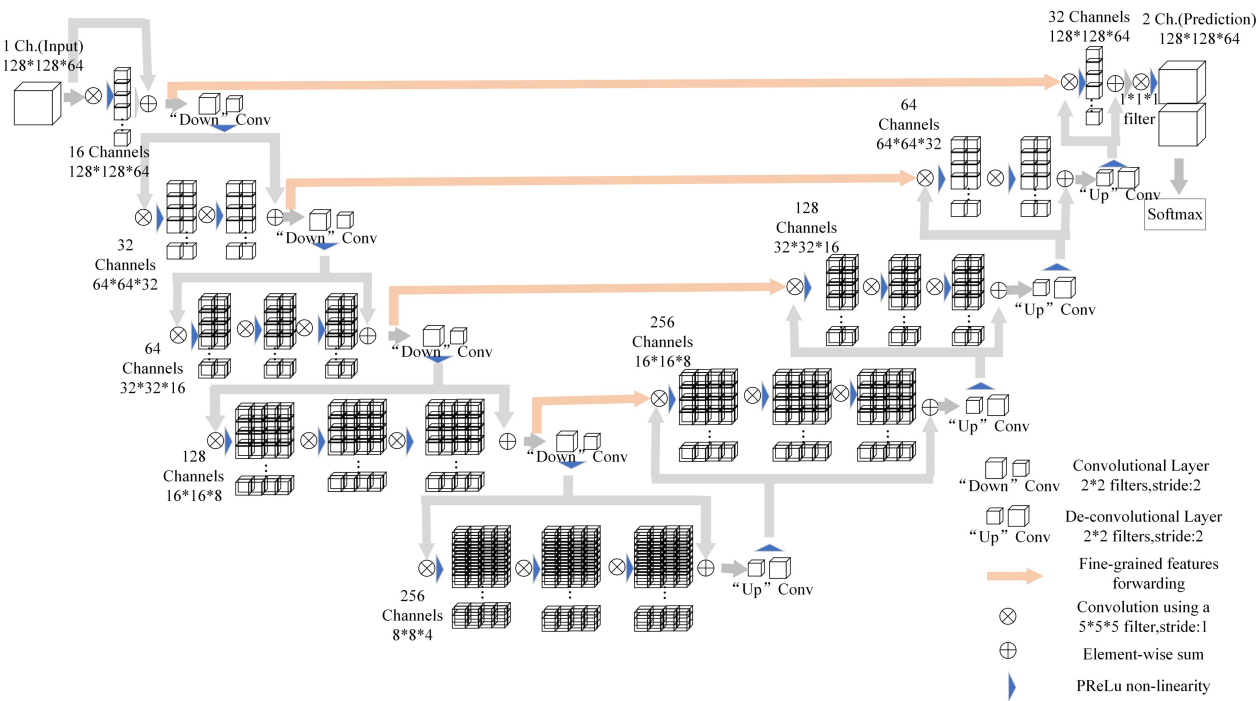 1 Ch.(Input)
128*128*64
16 Channels
128*128*64
“Down” Conv
32
Channels
64*64*32
“Down” Conv
64
Channels
32*32*16
“Down” Conv
128
Channels
16*16*8
“Down” Conv
256
Channels
8*8*4
“Up” Conv
256
Channels
16*16*8
“Up” Conv
128
Channels
32*32*16
“Up” Conv
64
Channels
64*64*32
“Up” Conv
32 Channels
128*128*64
1*1*1
filter
2 Ch.(Prediction)
128*128*64
Softmax
“Down” Conv
Convolutional Layer
2*2 filters,stride:2
“Up” Conv
De-convolutional Layer
2*2 filters,stride:2
Fine-grained features
forwarding
Convolution using a
5*5*5 filter,stride:1
Element-wise sum
PReLu non-linearity